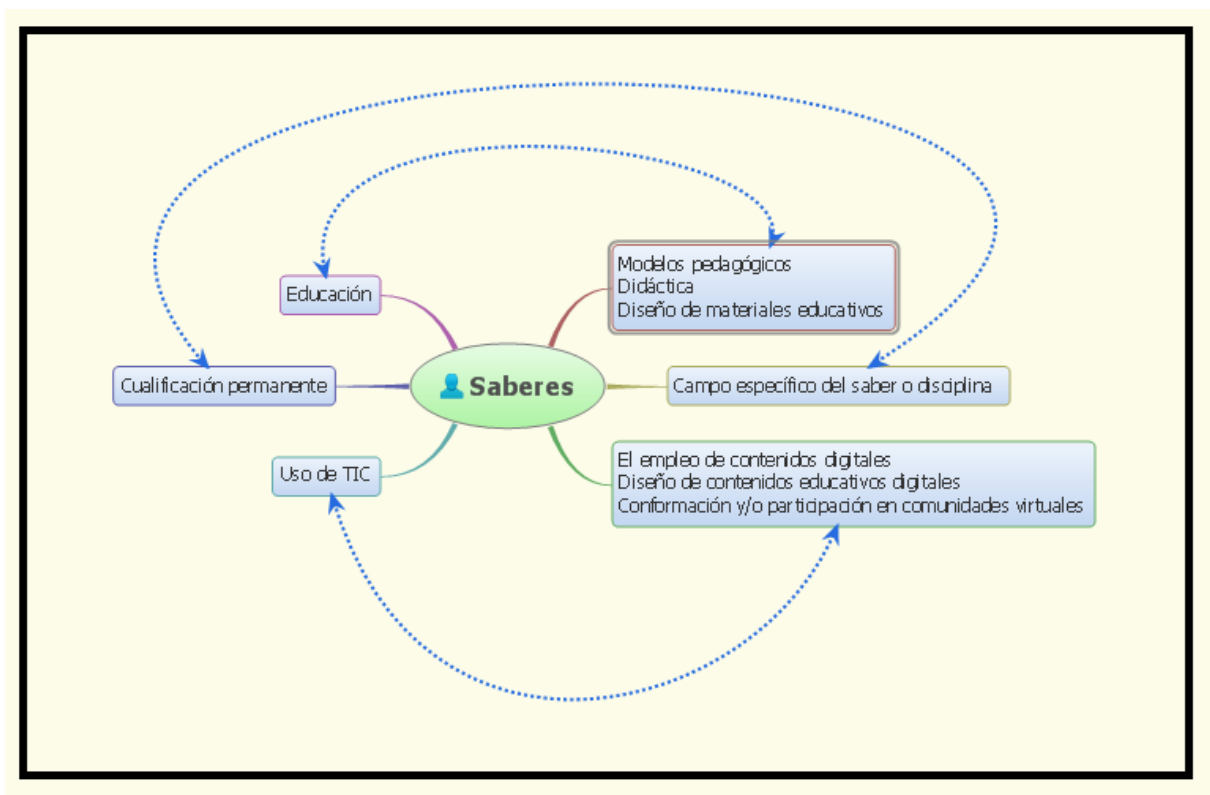 Modelos pedagógicos
Didáctica
Diseño de materiales educativos
Educación
Cualificación permanente
Saberes
Campo específico del saber o disciplina
Uso de TIC
El empleo de contenidos digitales
Diseño de contenidos educativos digitales
Conformación y/o participación en comunidades virtuales